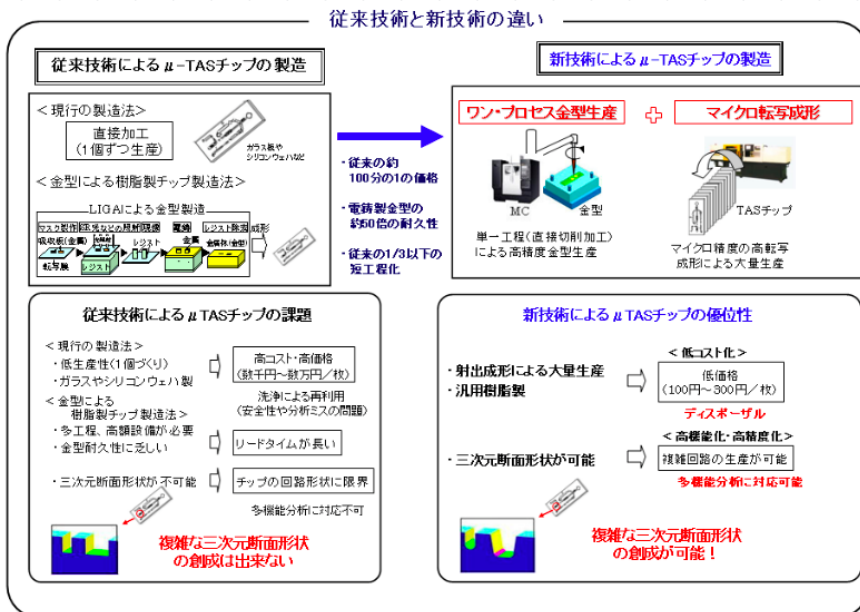 従来技術と新技術の違い
従来技術によるμ-TASチップの製造
<現行の製造法>
直接加工
(1個ずつ生産)
ガラス製や
シリコンウェハなど
<金型による樹脂製チップ製造法>
LIGAによる金型製造
マスク製作
電鋳
レジスト除去
成形
吸収板(金属)
レジスト
金属
金属体(金型)
転写膜
レジスト
・従来の約
100分の1の価格
・電鋳製金型の
約50倍の耐久性
・従来の1/3以下の
短工程化
新技術によるμ-TASチップの製造
ワン・プロセス金型生産
マイクロ転写成形
MC
金型
TASチップ
単一工程(直接切削加工)
による高精度金型生産
マイクロ精度の高転写
成形による大量生産
従来技術によるμTASチップの課題
<現行の製造法>
・低生産性(1個づくり)
・ガラスやシリコンウェハ製
高コスト・高価格
(数千円～数万円/枚)
洗浄による再利用
(安全性や分析ミスの問題)
<金型による
樹脂製チップ製造法>
・多工程、高額設備が必要
・金型耐久性に乏しい
リードタイムが長い
・三次元断面形状が不可能
チップの回路形状に限界
多機能分析に対応不可
複雑な三次元断面形状
の創成は出来ない
新技術によるμTASチップの優位性
・射出成形による大量生産
・汎用樹脂製
<低コスト化>
低価格
(100円～300円/枚)
ディスポーザル
<高機能化・高精度化>
・三次元断面形状が可能
複雑回路の生産が可能
多機能分析に対応可能
複雑な三次元断面形状
の創成が可能！